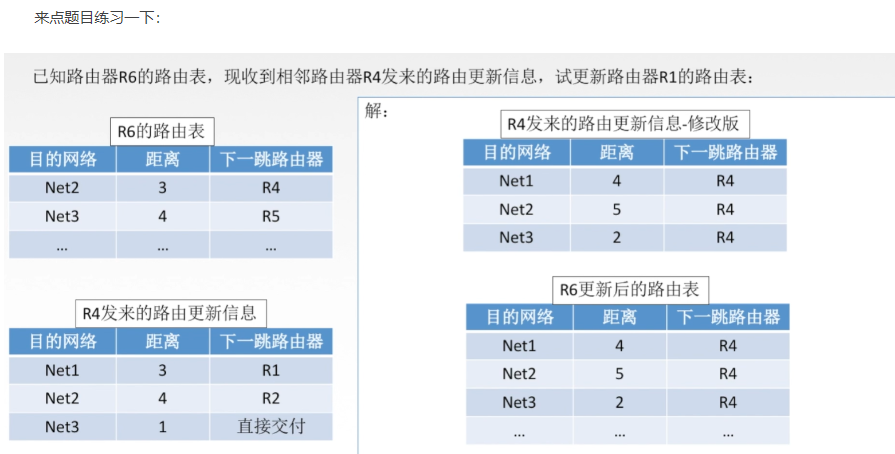 来点题目练习一下：
已知路由器R6的路由表，现收到相邻路由器R4发来的路由更新信息，试更新路由器R1的路由表：
R6的路由表
目的网络 距离 下一跳路由器
Net2 3 R4
Net3 4 R5
... ... ...
R4发来的路由更新信息
目的网络 距离 下一跳路由器
Net1 3 R1
Net2 4 R2
Net3 1 直接交付
解：
R4发来的路由更新信息-修改版
目的网络 距离 下一跳路由器
Net1 4 R4
Net2 5 R4
Net3 2 R4
R6更新后的路由表
目的网络 距离 下一跳路由器
Net1 4 R4
Net2 5 R4
Net3 2 R4
... ... ...